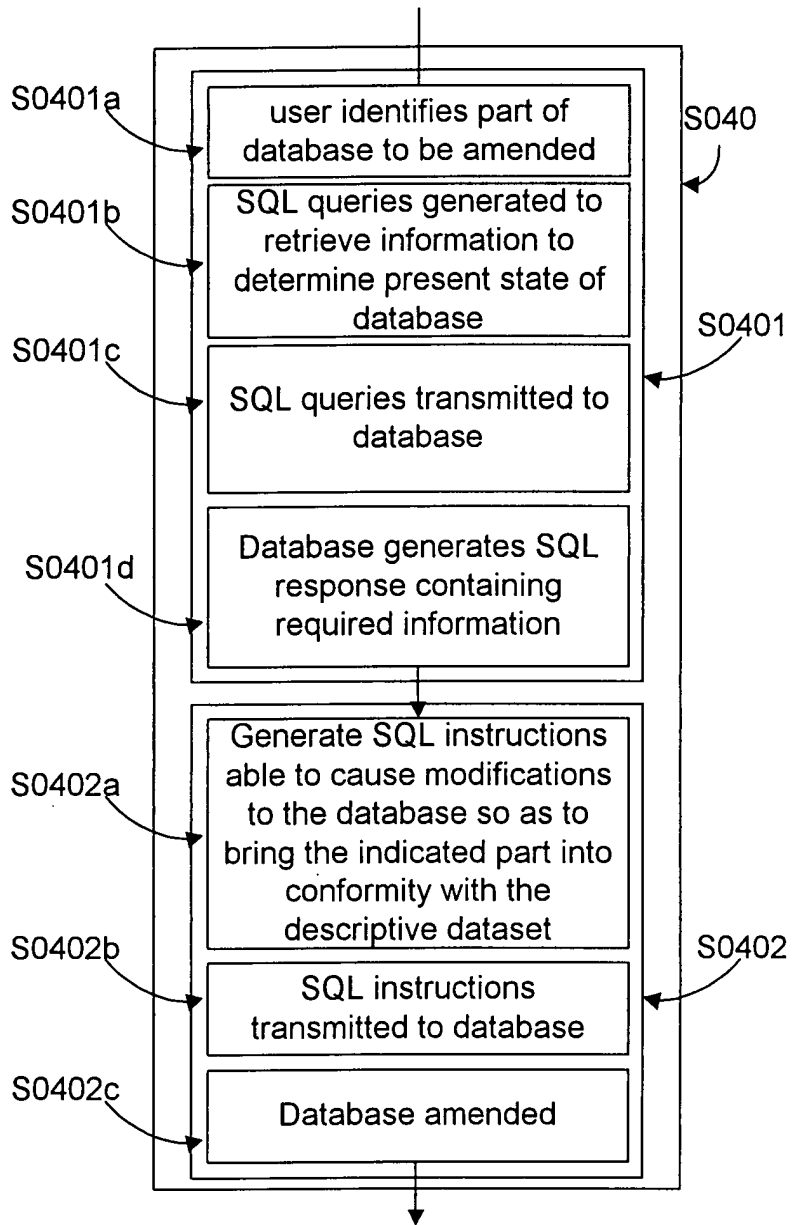 S0401a
user identifies part of
database to be amended
S040
S0401b
SQL queries generated to
retrieve information to
determine present state of
database
S0401
S0401c
SQL queries transmitted to
database
S0401d
Database generates SQL
response containing
required information
S0402a
Generate SQL instructions
able to cause modifications
to the database so as to
bring the indicated part into
conformity with the
descriptive dataset
S0402b
S0402
SQL instructions
transmitted to database
S0402c
Database amended